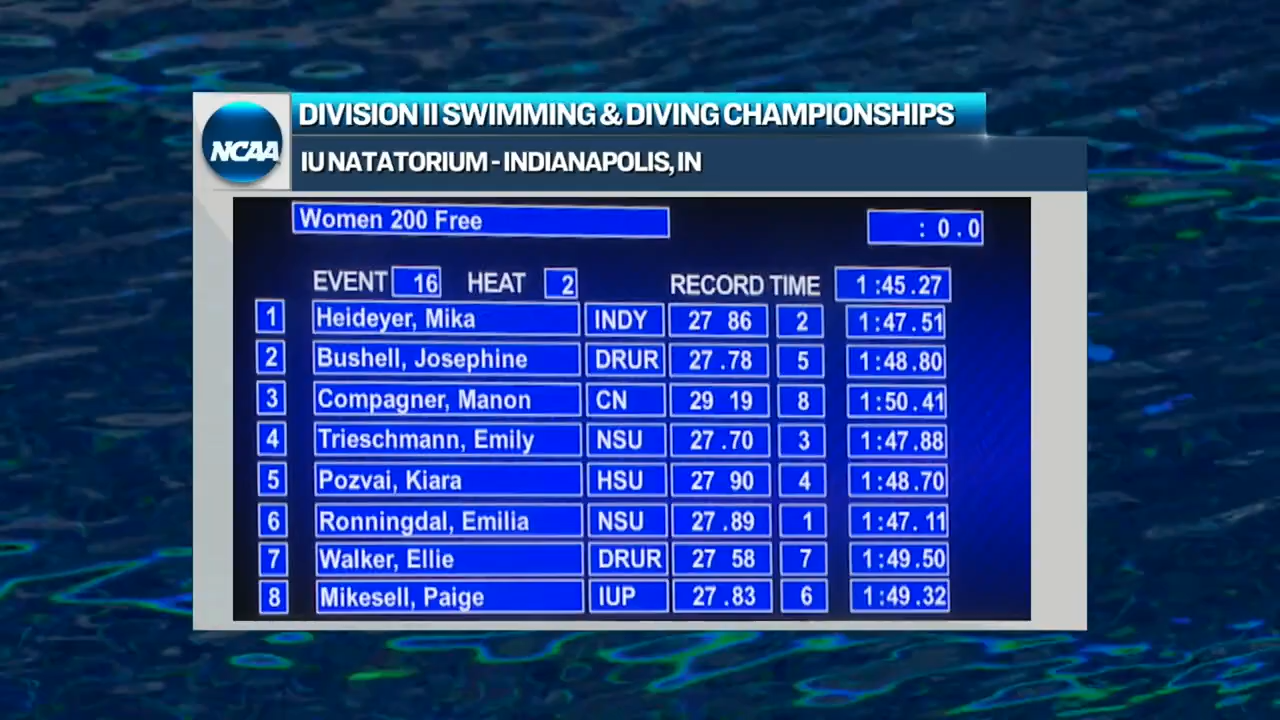 NCAA
DIVISION II SWIMMING & DIVING CHAMPIONSHIPS
IU NATATORIUM - INDIANAPOLIS, IN
Women 200 Free : 0.0
EVENT 16 HEAT 2 RECORD TIME 1:45.27
1 Heideyer, Mika INDY 27 86 2 1:47.51
2 Bushell, Josephine DRUR 27.78 5 1:48.80
3 Compagner, Manon CN 29 19 8 1:50.41
4 Trieschmann, Emily NSU 27.70 3 1:47.88
5 Pozvai, Kiara HSU 27 90 4 1:48.70
6 Ronningdal, Emilia NSU 27.89 1 1:47.11
7 Walker, Ellie DRUR 27 58 7 1:49.50
8 Mikesell, Paige IUP 27.83 6 1:49.32